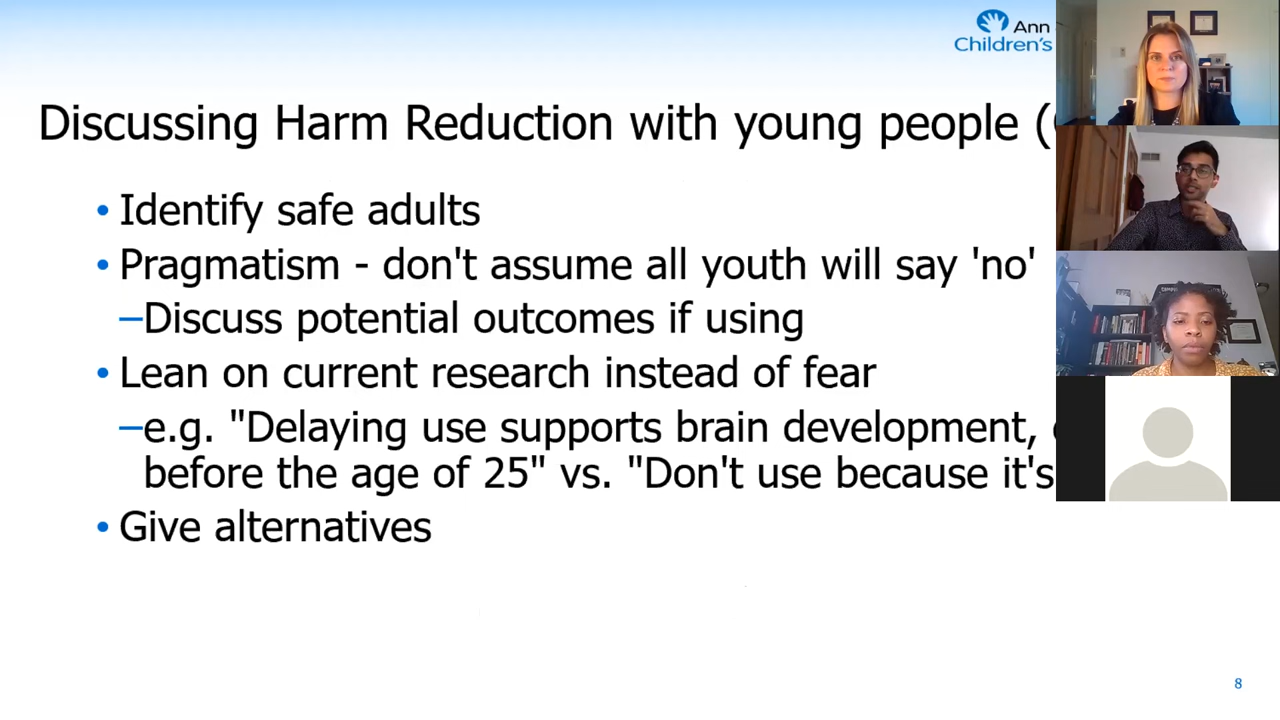 Ann
Children's
Discussing Harm Reduction with young people (
• Identify safe adults
• Pragmatism - don't assume all youth will say 'no'
–Discuss potential outcomes if using
• Lean on current research instead of fear
–e.g. "Delaying use supports brain development,
before the age of 25" vs. "Don't use because it's
• Give alternatives
8